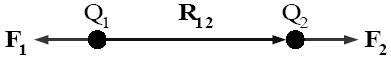 Q₁ R₁₂ Q₂
F₁ F₂